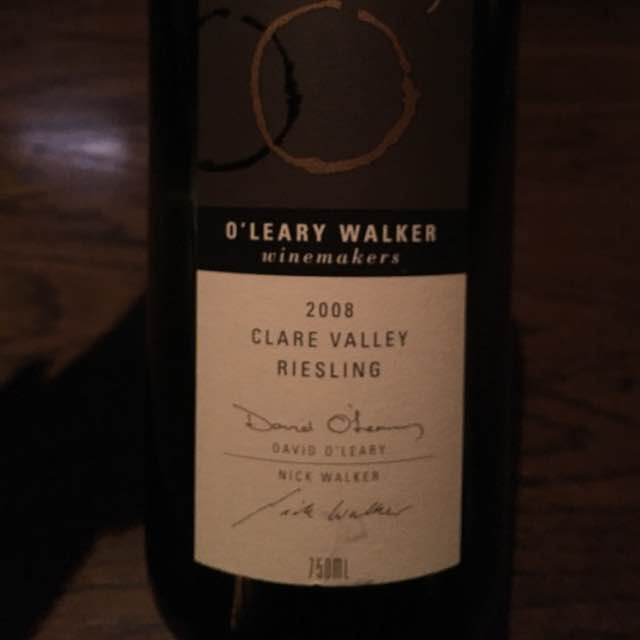 O'LEARY WALKER
winemakers
2008
CLARE VALLEY
RIESLING
David O'Leary
DAVID O'LEARY
NICK WALKER
Nick Walker
750ML